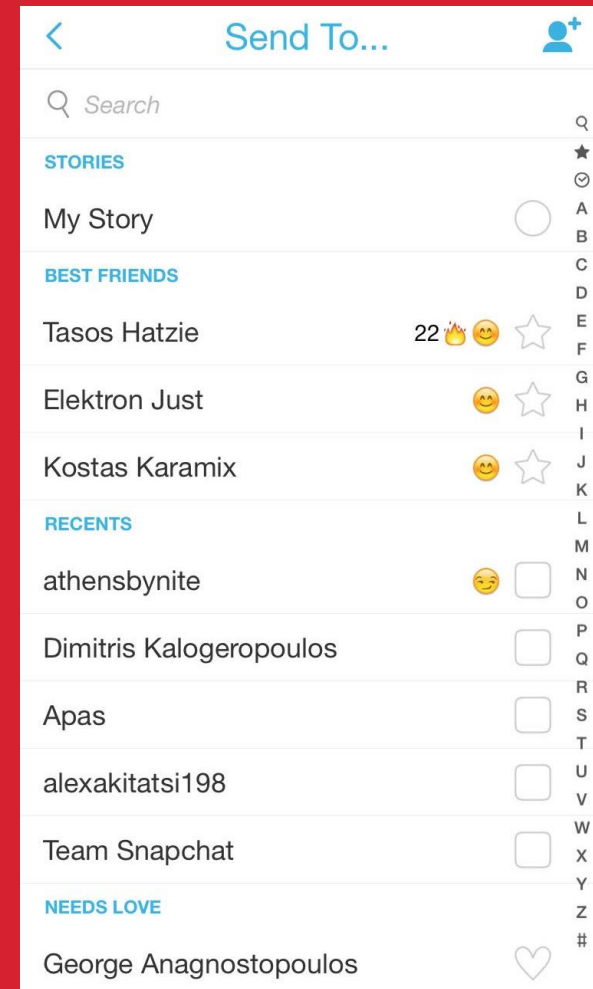 Send To...
Search
STORIES
My Story
BEST FRIENDS
Tasos Hatzie 22🔥😊
Elektron Just 😊
Kostas Karamix 😊
RECENTS
athensbynite 😏
Dimitris Kalogeropoulos
Apas
alexakitatsi198
Team Snapchat
NEEDS LOVE
George Anagnostopoulos
A
B
C
D
E
F
G
H
I
J
K
L
M
N
O
P
Q
R
S
T
U
V
W
X
Y
Z
#